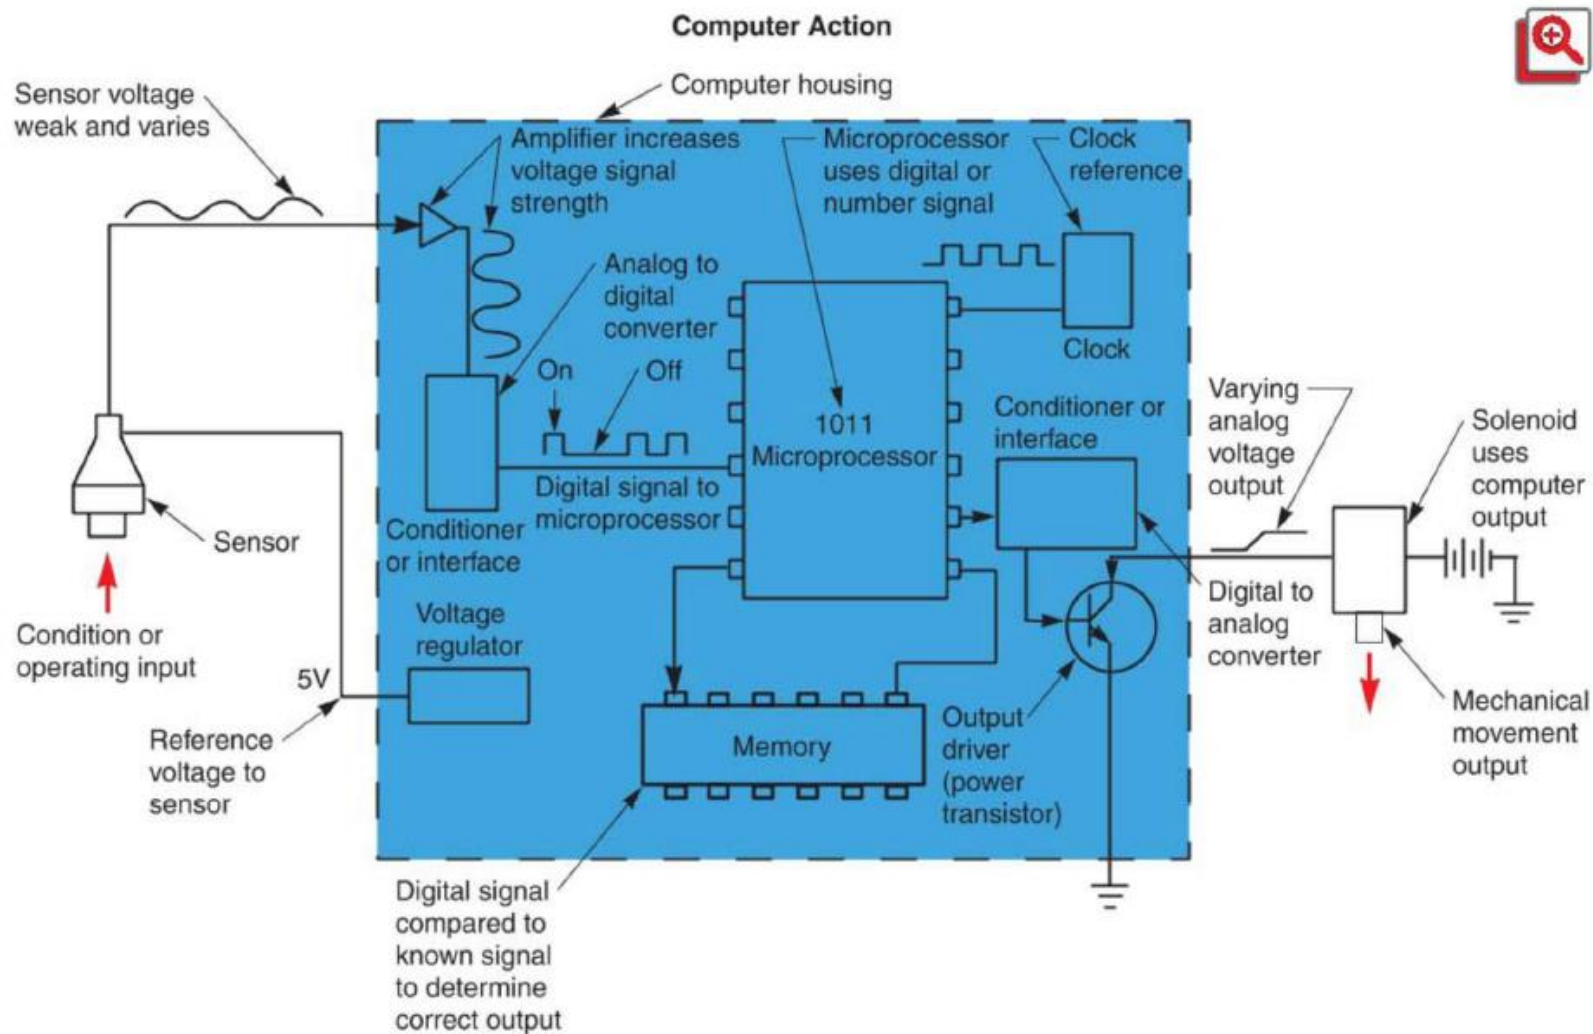 Computer Action
Computer housing
Sensor voltage
weak and varies
Amplifier increases
voltage signal
strength
Microprocessor
uses digital or
number signal
Clock
reference
Analog to
digital
converter
On
Off
Clock
1011
Microprocessor
Conditioner or
interface
Varying
analog
voltage
output
Solenoid
uses
computer
output
Digital signal to
microprocessor
Conditioner
or interface
Sensor
Condition or
operating input
Voltage
regulator
5V
Reference
voltage to
sensor
Memory
Output
driver
(power
transistor)
Digital to
analog
converter
Mechanical
movement
output
Digital signal
compared to
known signal
to determine
correct output